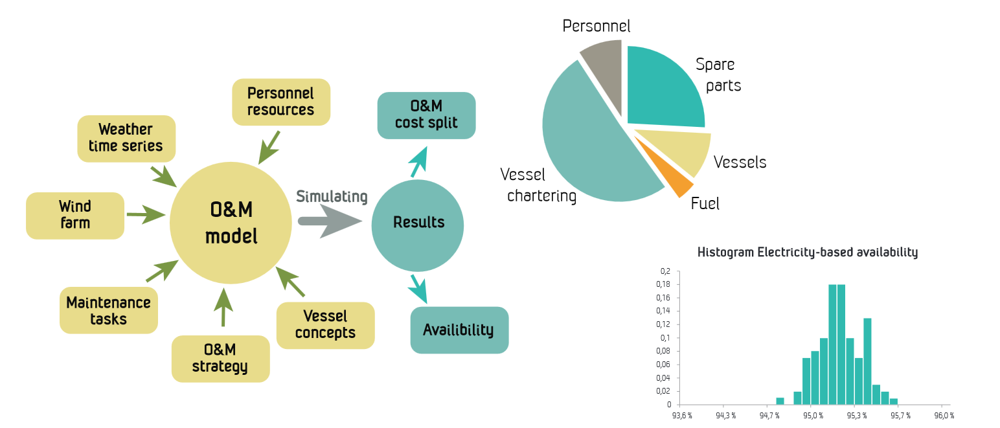 Personnel
resources
Weather
time series
Wind
farm
Maintenance
tasks
O&M
strategy
Vessel
concepts
O&M
model
Simulating
Results
O&M
cost split
Availibility
Personnel
Spare
parts
Vessels
Fuel
Vessel
chartering
Histogram Electricity-based availability
0,2
0,18
0,16
0,14
0,12
0,1
0,08
0,06
0,04
0,02
0
93,6 % 94,3 % 94,7 % 95,0 % 95,3 % 95,7 % 96,0 %